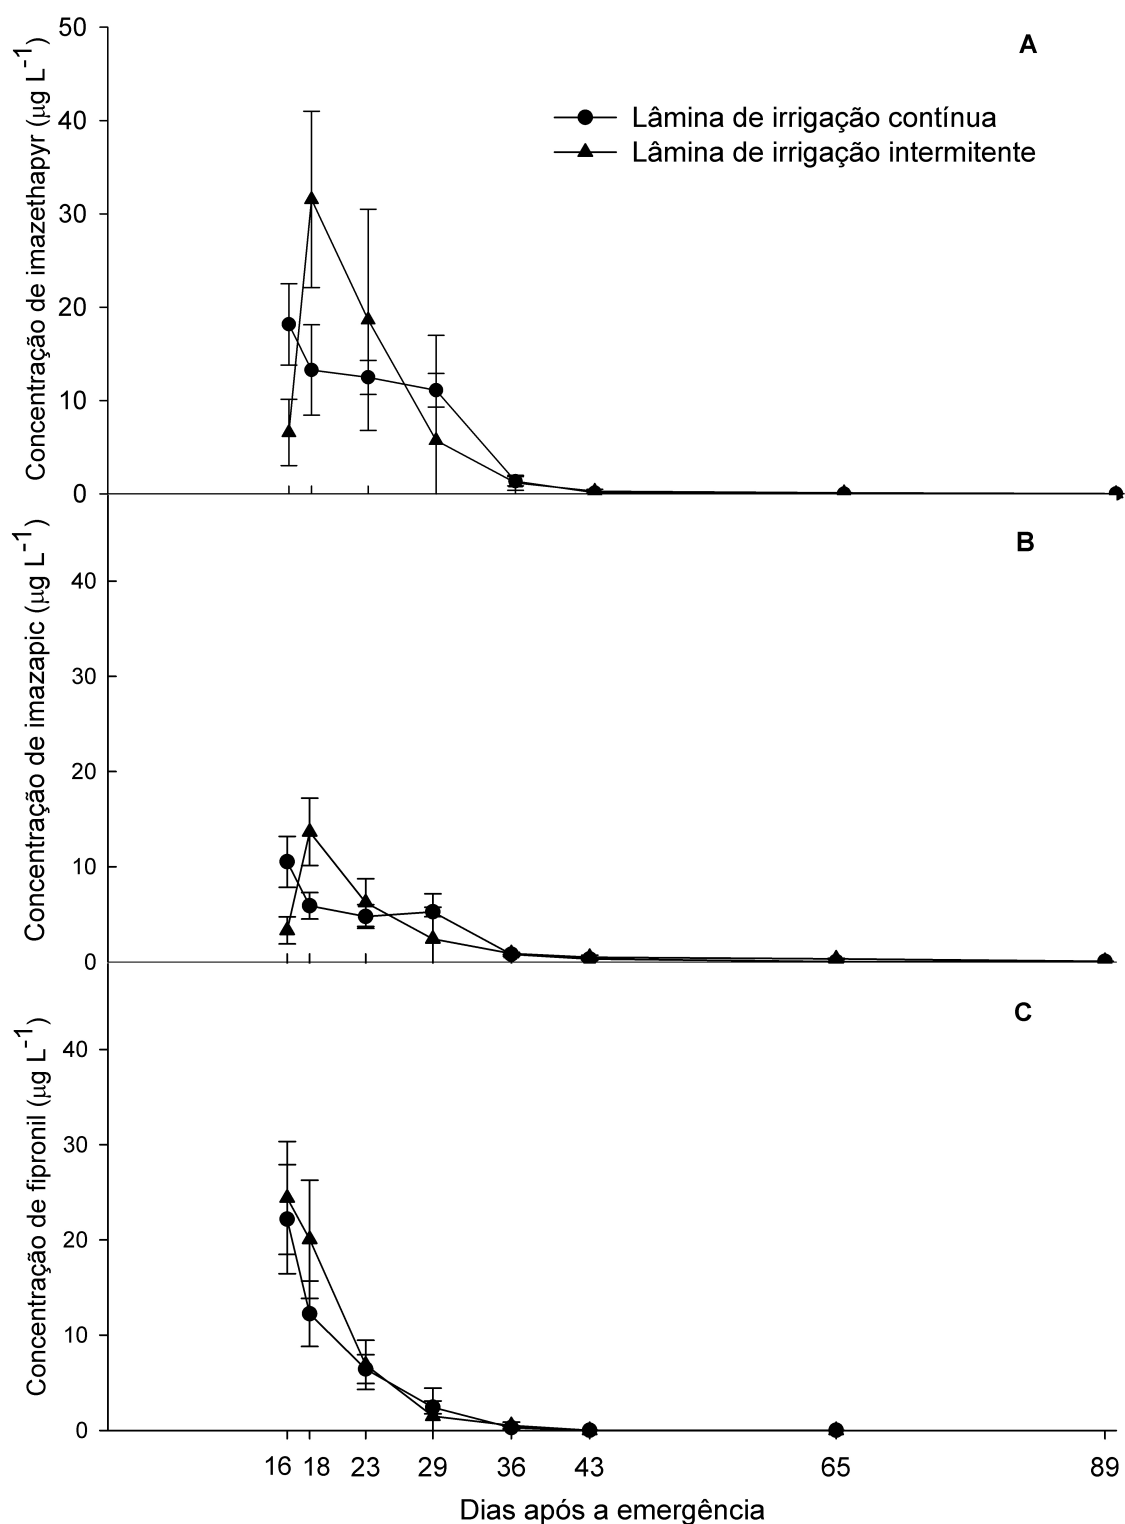 50
A
Concentração de imazethapyr (μg L-1)
40
Lâmina de irrigação contínua
Lâmina de irrigação intermitente
30
20
10
0
B
Concentração de imazapic (μg L-1)
40
30
20
10
0
C
Concentração de fipronil (μg L-1)
40
30
20
10
0
16 18 23 29 36 43 65 89
Dias após a emergência